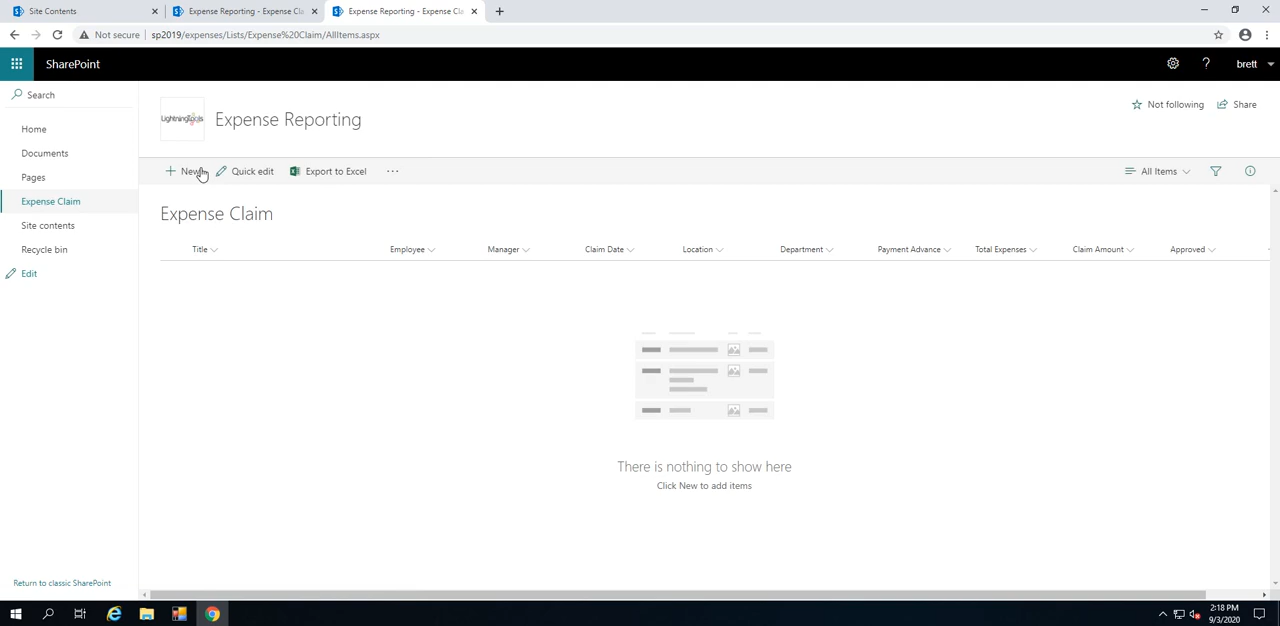 Site Contents
Expense Reporting - Expense Cl
Expense Reporting - Expense Cl
Not secure | sp2019/expenses/Lists/Expense%20Claim/AllItems.aspx
SharePoint
? brett
Search
Home
Documents
Pages
Expense Claim
Site contents
Recycle bin
Edit
Return to classic SharePoint
LightningTools
Expense Reporting
Not following
Share
New
Quick edit
Export to Excel
All Items
Expense Claim
Title
Employee
Manager
Claim Date
Location
Department
Payment Advance
Total Expenses
Claim Amount
Approved
There is nothing to show here
Click New to add items
2:18 PM
9/3/2020